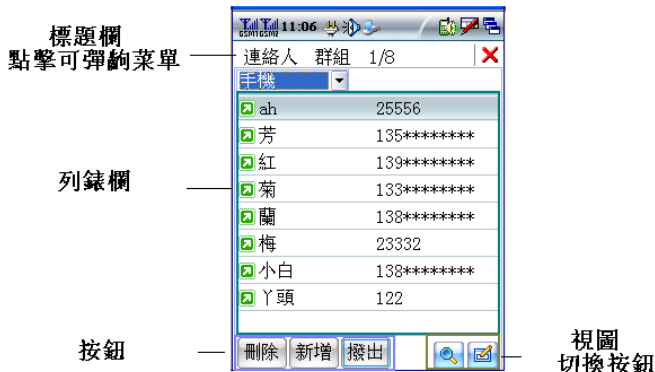 標題欄
點擊可彈齣菜單
GSM1 GSM2 11:06
連絡人 群組 1/8
手機
ah 25556
芳 135********
紅 139********
菊 133********
蘭 138********
梅 23332
小白 138********
丫頭 122
列錶欄
刪除 新增 撥出
按鈕
視圖
切換按鈕